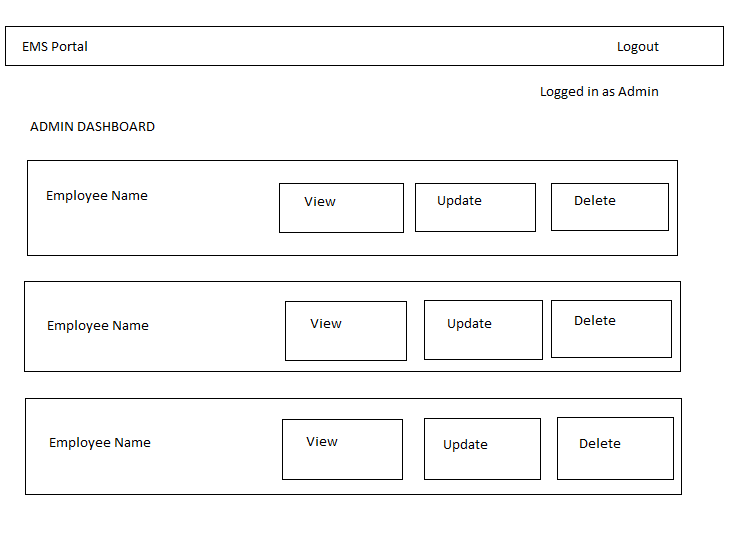 EMS Portal Logout
Logged in as Admin
ADMIN DASHBOARD
Employee Name View Update Delete
Employee Name View Update Delete
Employee Name View Update Delete